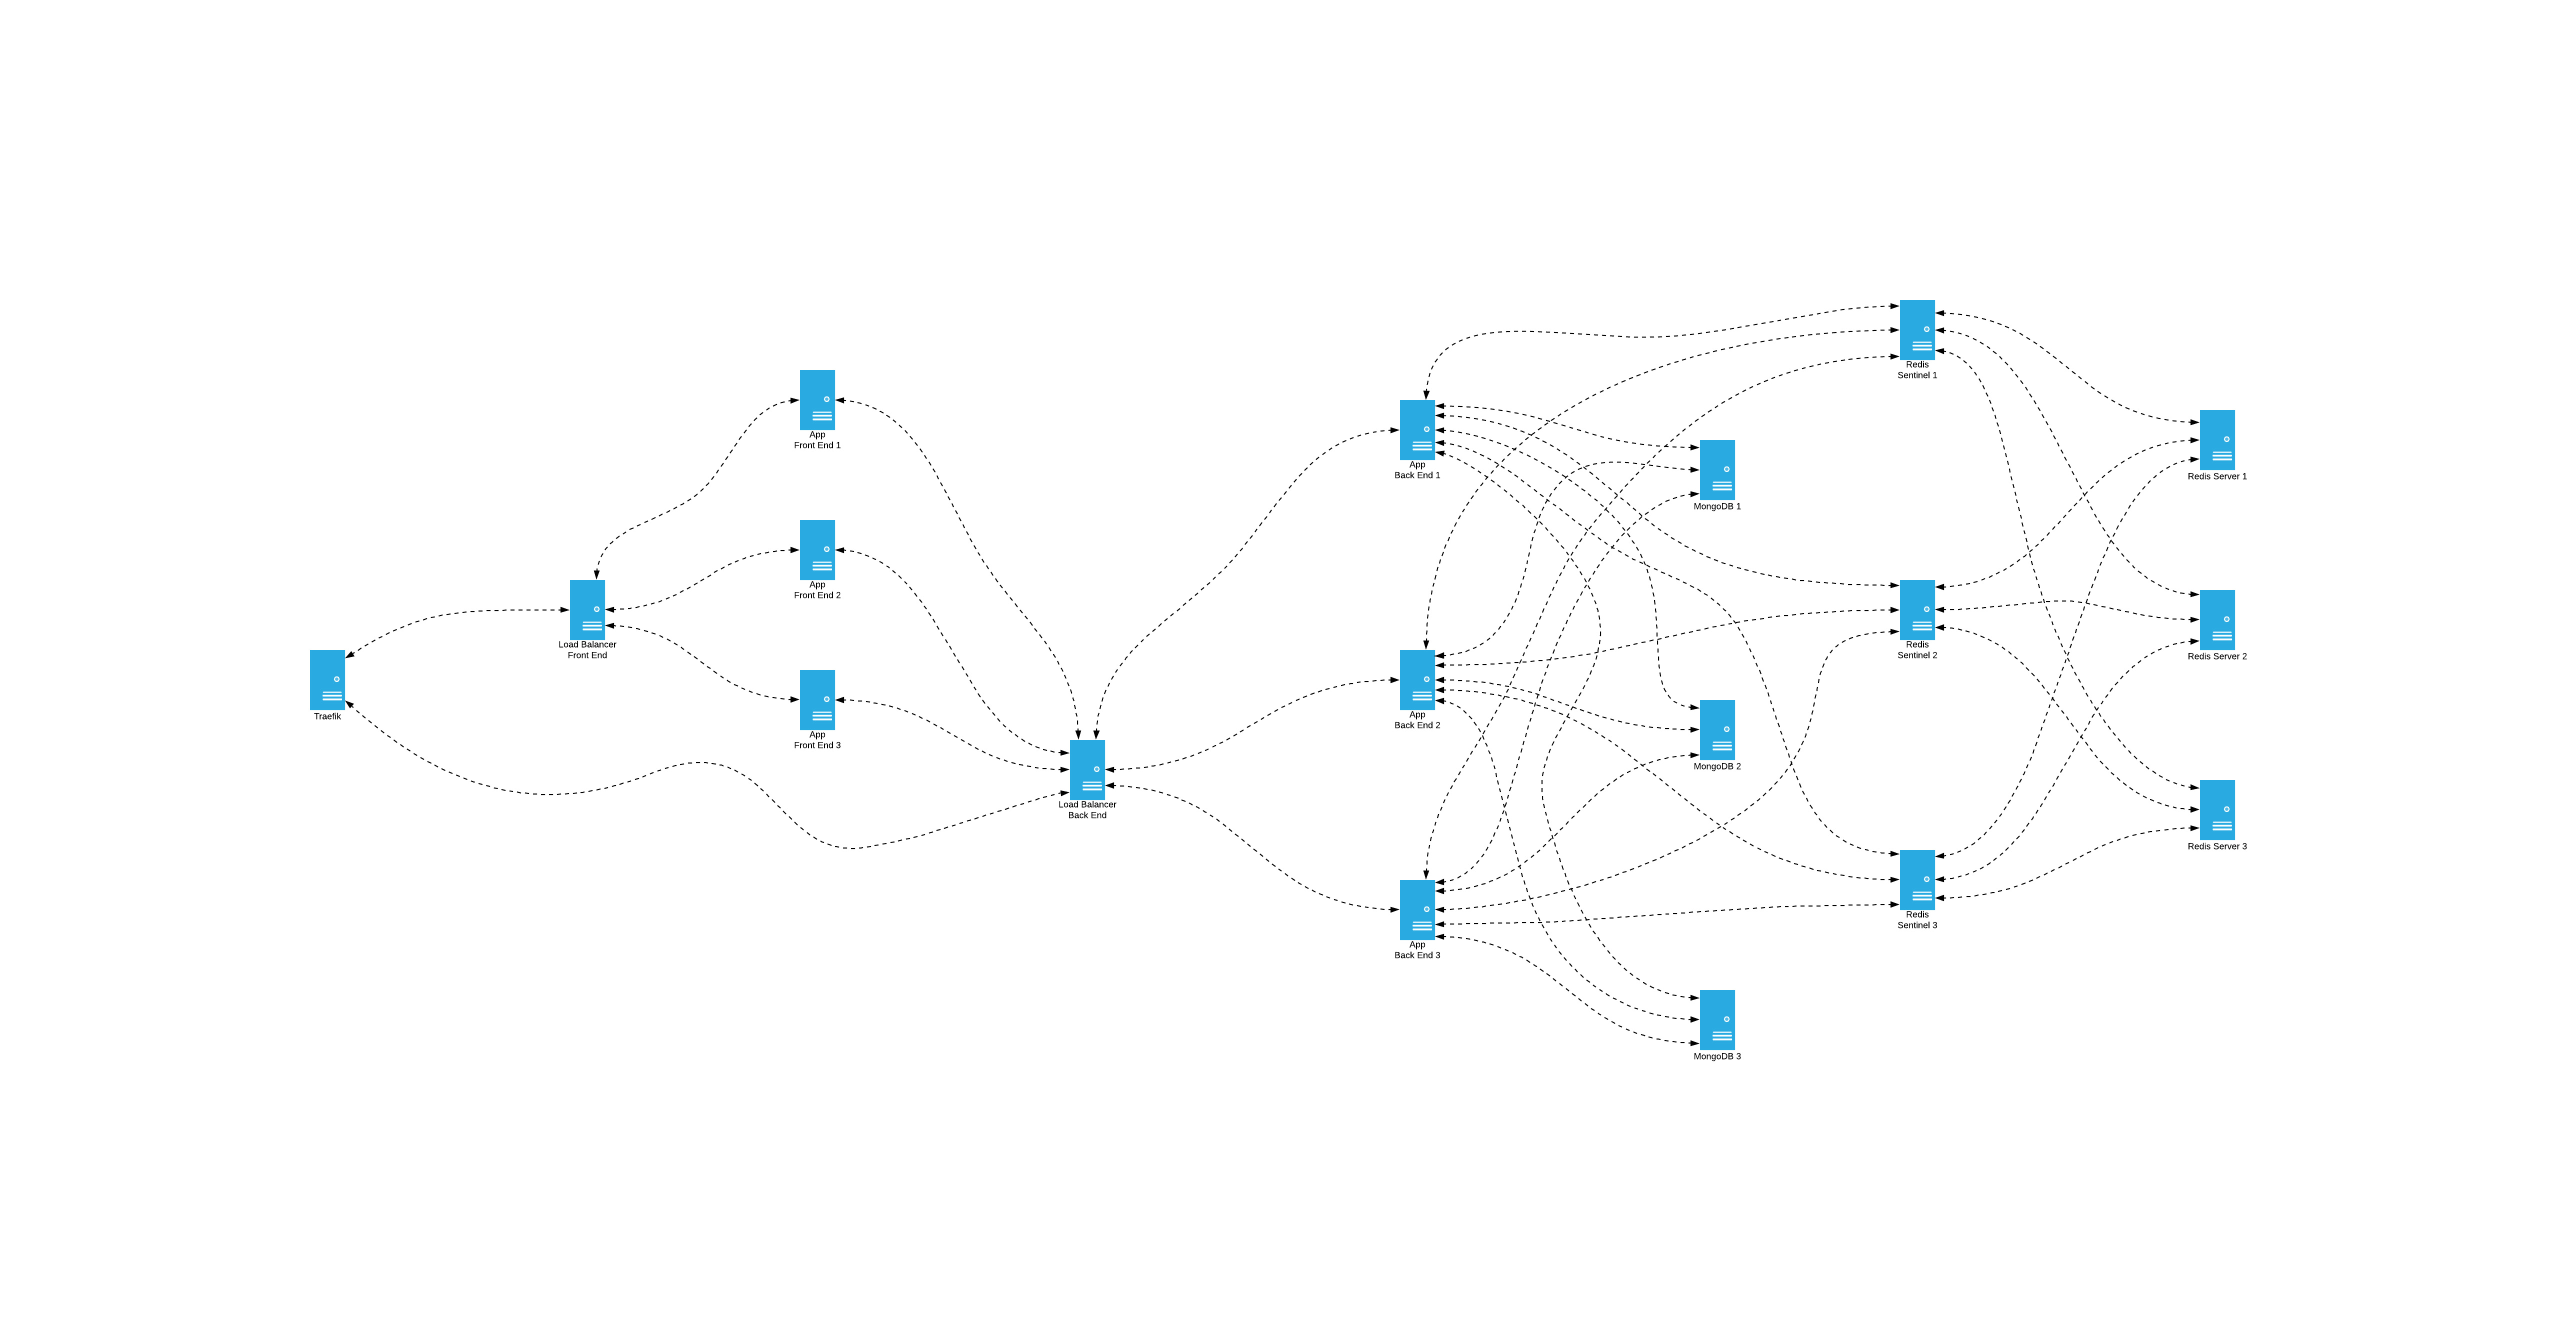 Traefik
Load Balancer
Front End
App
Front End 1
App
Front End 2
App
Front End 3
Load Balancer
Back End
App
Back End 1
App
Back End 2
App
Back End 3
MongoDB 1
MongoDB 2
MongoDB 3
Redis
Sentinel 1
Redis
Sentinel 2
Redis
Sentinel 3
Redis Server 1
Redis Server 2
Redis Server 3